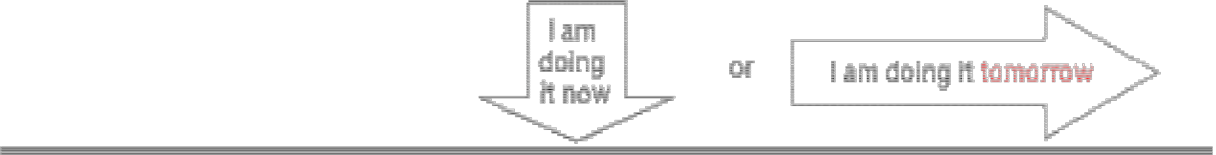 I am
doing
it now
or
I am doing it tomorrow